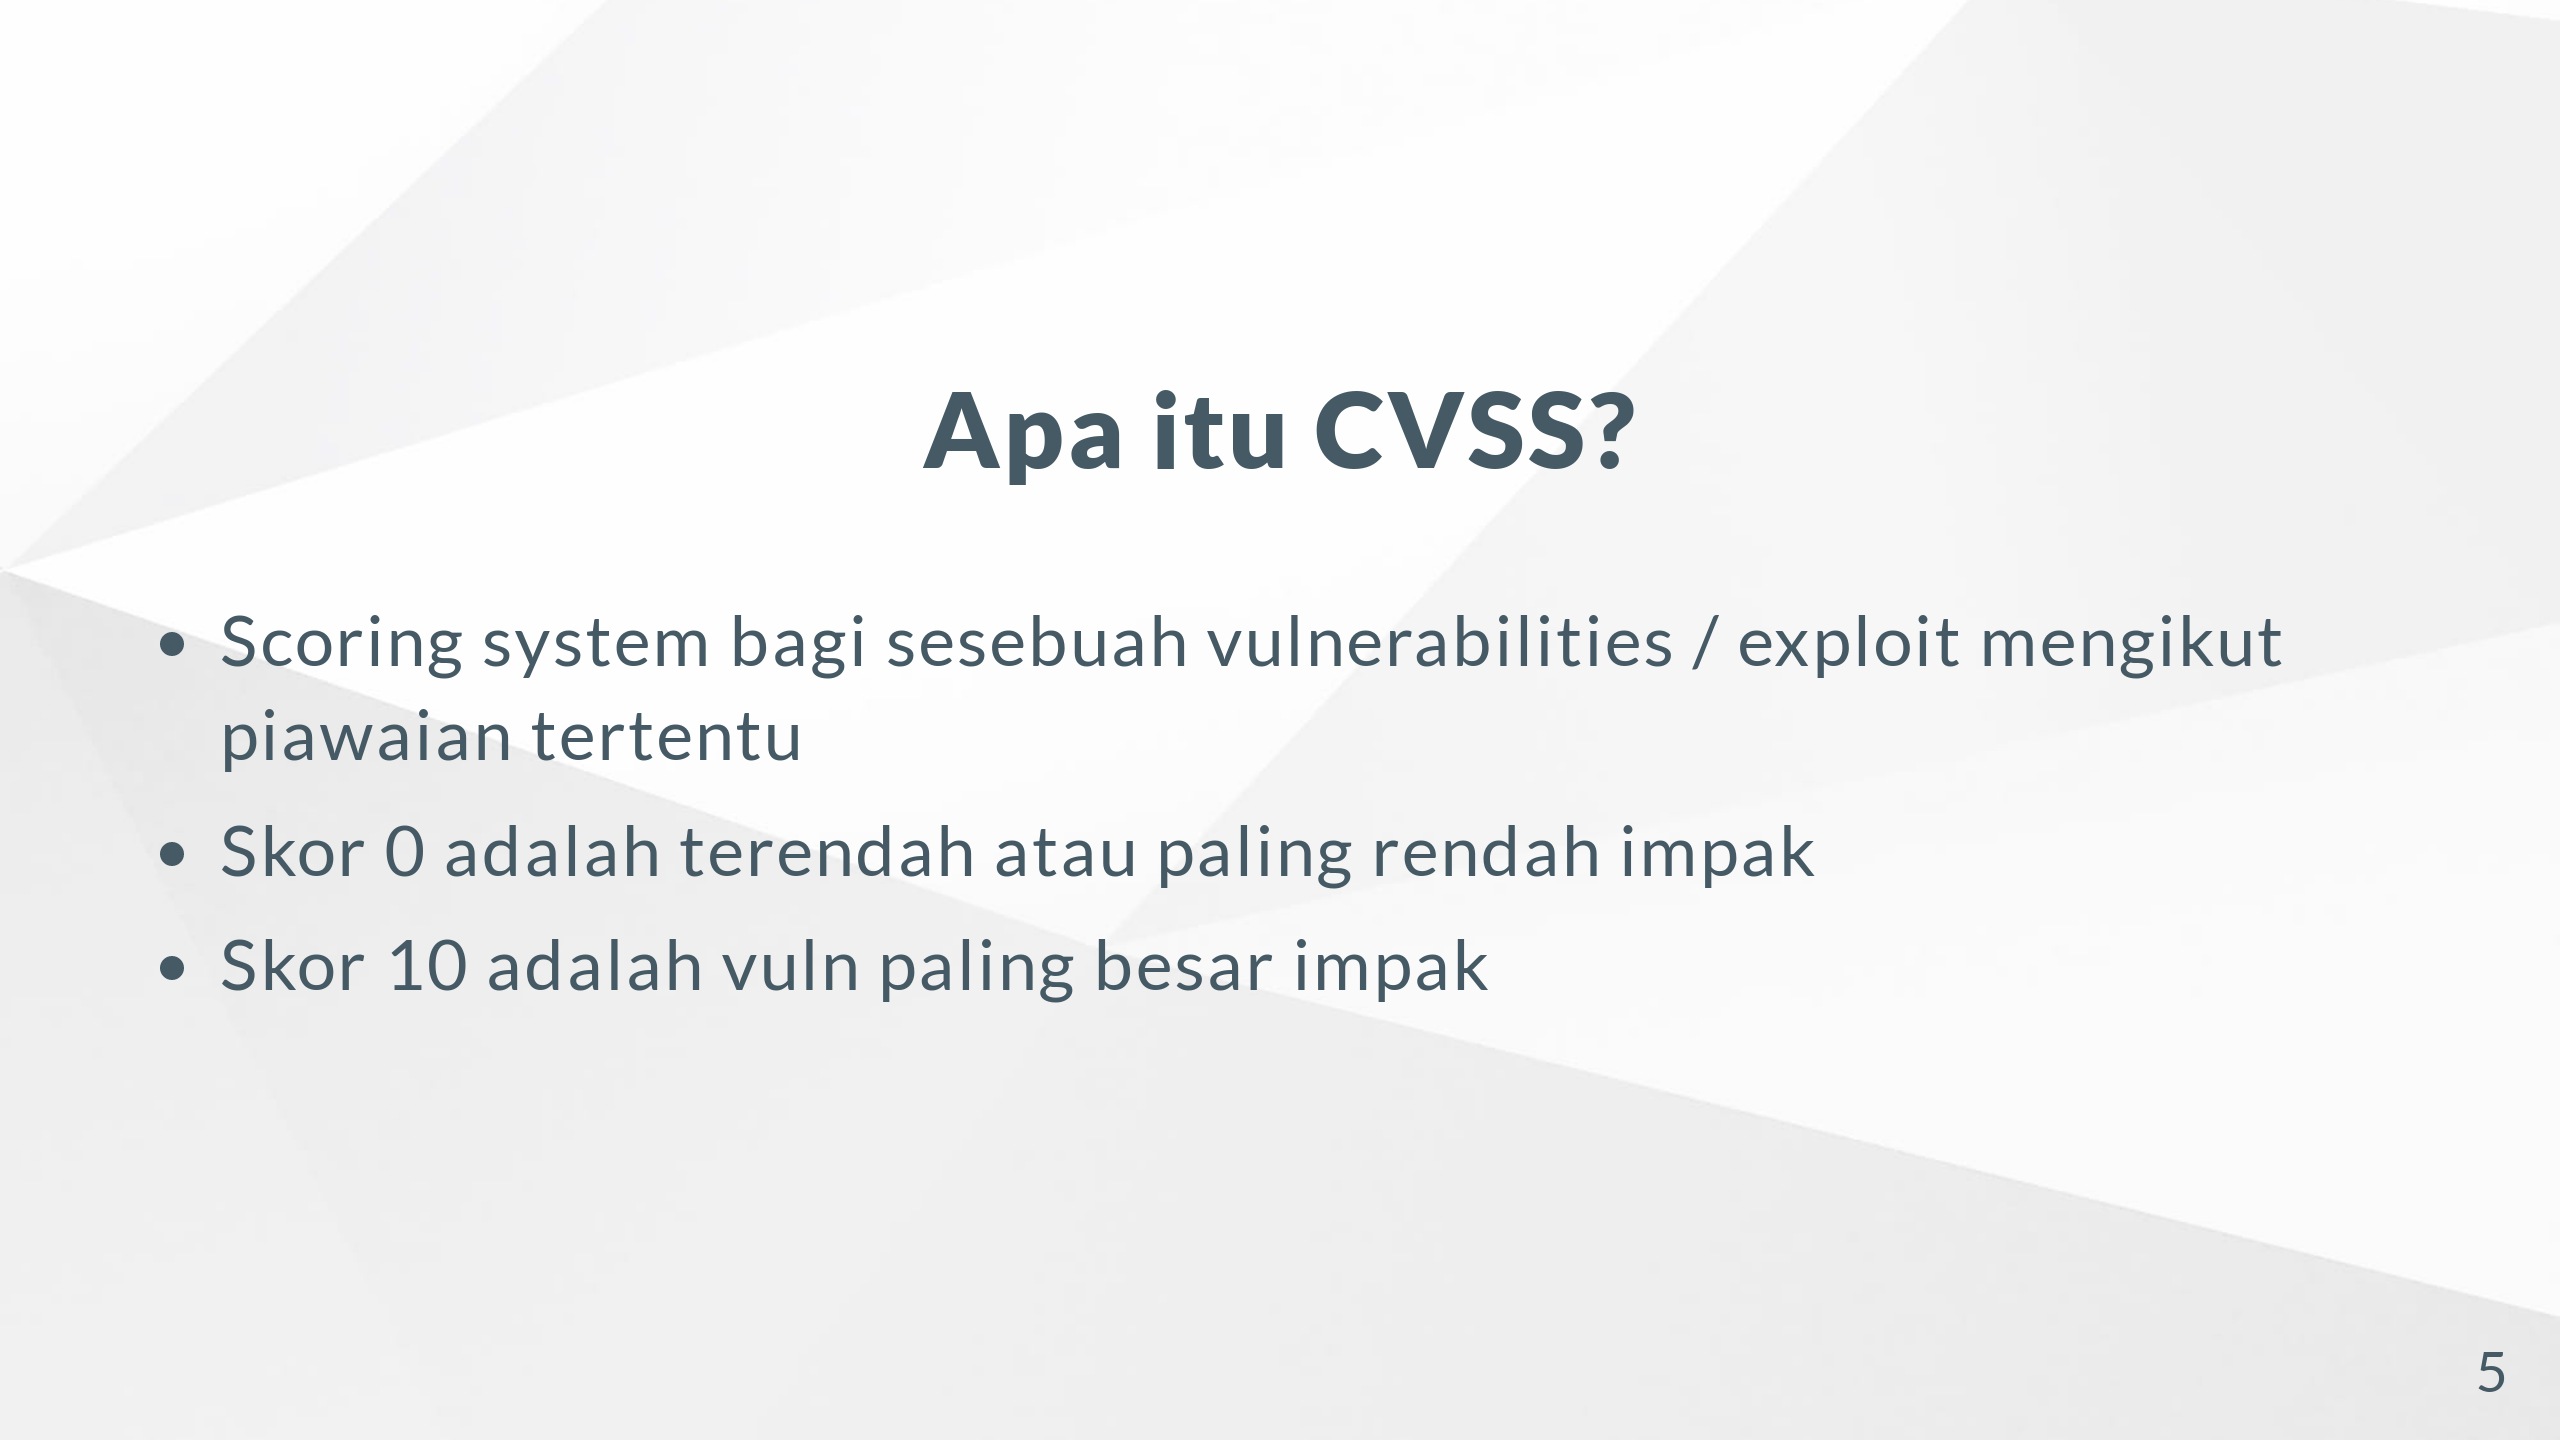 Apa itu CVSS?
• Scoring system bagi sesebuah vulnerabilities / exploit mengikut
piawaian tertentu
• Skor 0 adalah terendah atau paling rendah impak
• Skor 10 adalah vuln paling besar impak
5